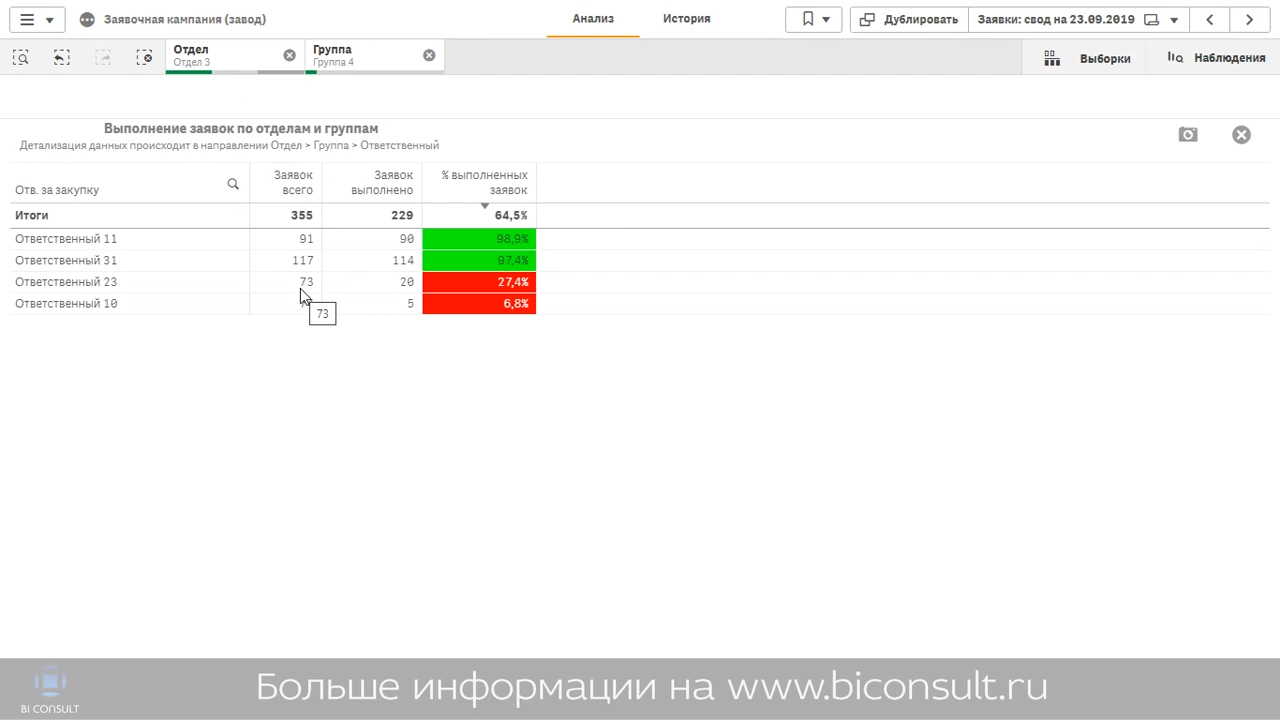 Заявочная кампания (завод)
Анализ
История
Дублировать
Заявки: свод на 23.09.2019
Отдел
Отдел 3
Группа
Группа 4
Выборки
Наблюдения
Выполнение заявок по отделам и группам
Детализация данных происходит в направлении Отдел > Группа > Ответственный
Отв. за закупку
Заявок всего
Заявок выполнено
% выполненных заявок
Итоги 355 229 64,5%
Ответственный 11 91 90 98,9%
Ответственный 31 117 114 97,4%
Ответственный 23 73 20 27,4%
Ответственный 10 5 6,8%
73
Больше информации на www.biconsult.ru
BI CONSULT